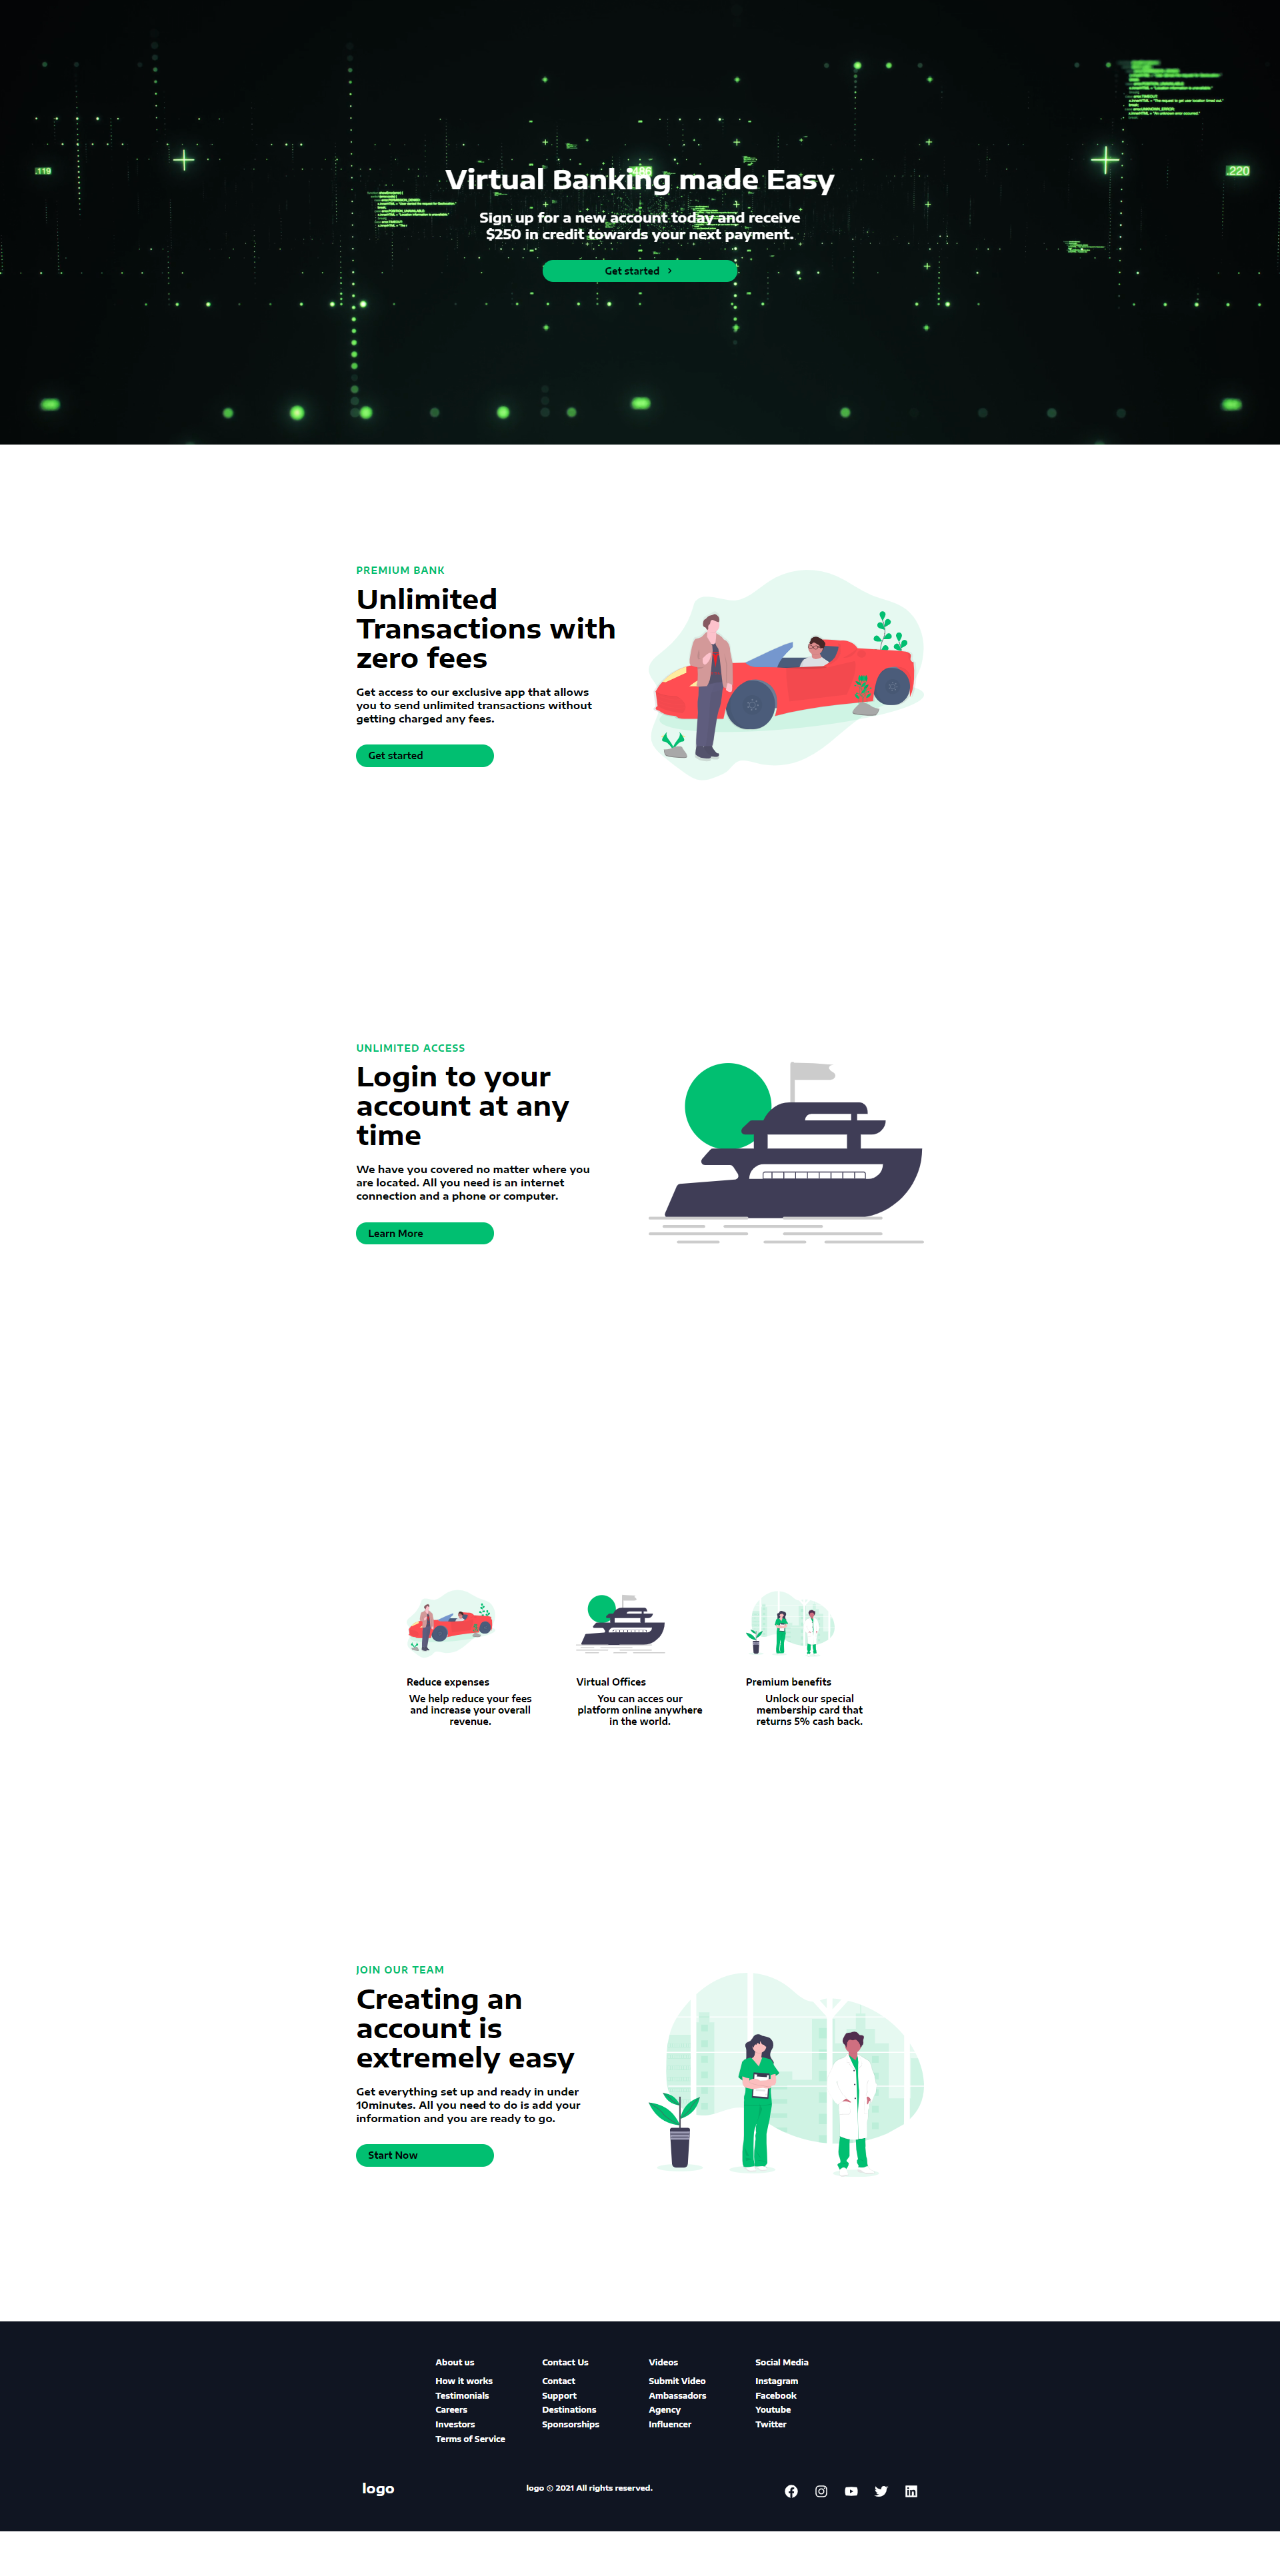 .119
486
.220
Virtual Banking made Easy
Sign up for a new account today and receive
$250 in credit towards your next payment.
Get started
PREMIUM BANK
Unlimited
Transactions with
zero fees
Get access to our exclusive app that allows
you to send unlimited transactions without
getting charged any fees.
Get started
UNLIMITED ACCESS
Login to your
account at any
time
We have you covered no matter where you
are located. All you need is an internet
connection and a phone or computer.
Learn More
Reduce expenses
We help reduce your fees
and increase your overall
revenue.
Virtual Offices
You can acces our
platform online anywhere
in the world.
Premium benefits
Unlock our special
membership card that
returns 5% cash back.
JOIN OUR TEAM
Creating an
account is
extremely easy
Get everything set up and ready in under
10minutes. All you need to do is add your
information and you are ready to go.
Start Now
About us
How it works
Testimonials
Careers
Investors
Terms of Service
Contact Us
Contact
Support
Destinations
Sponsorships
Videos
Submit Video
Ambassadors
Agency
Influencer
Social Media
Instagram
Facebook
Youtube
Twitter
logo
logo © 2021 All rights reserved.